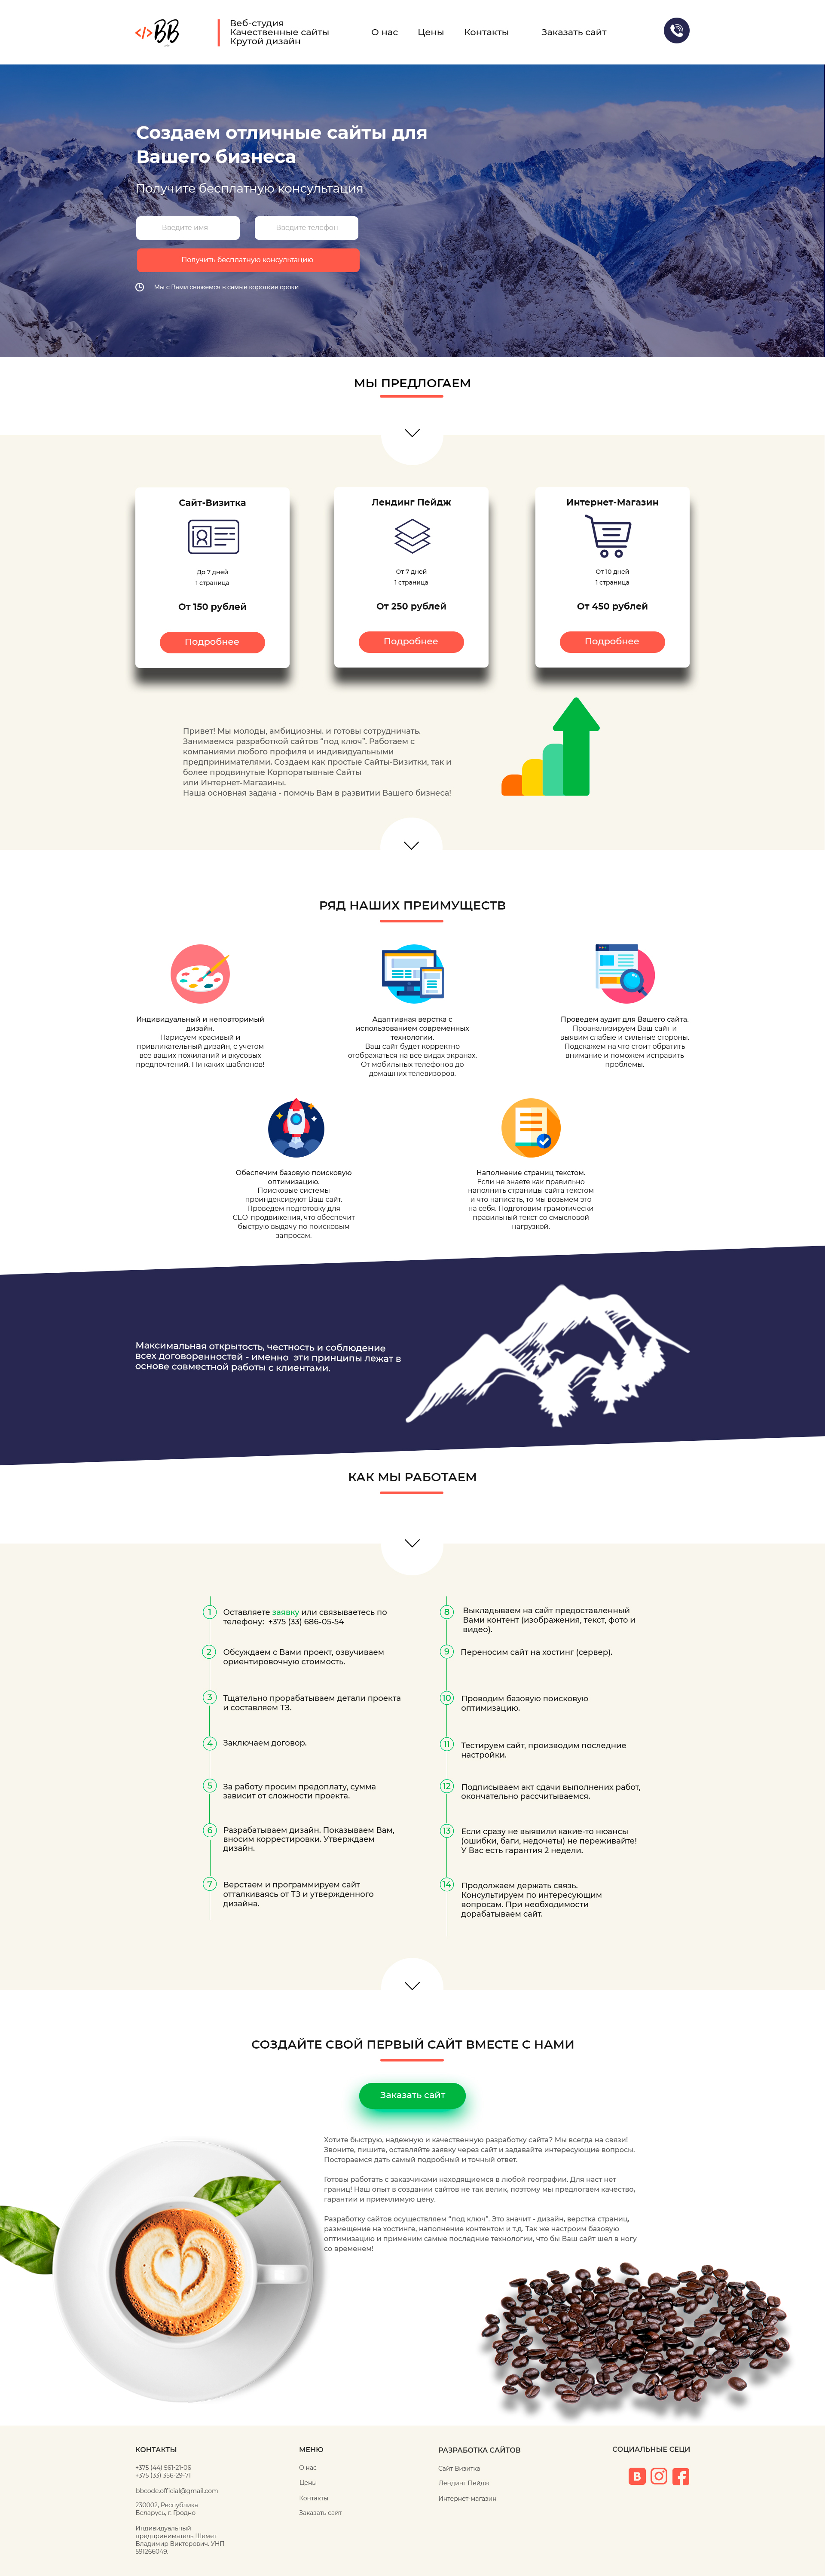 </>BB
Веб-студия
Качественные сайты
Крутой дизайн
О нас
Цены
Контакты
Заказать сайт
Создаем отличные сайты для
Вашего бизнеса
Получите бесплатную консультация
Введите имя
Введите телефон
Получить бесплатную консультацию
Мы с Вами свяжемся в самые короткие сроки
МЫ ПРЕДЛОГАЕМ
Сайт-Визитка
До 7 дней
1 страница
От 150 рублей
Подробнее
Лендинг Пейдж
От 7 дней
1 страница
От 250 рублей
Подробнее
Интернет-Магазин
От 10 дней
1 страница
От 450 рублей
Подробнее
Привет! Мы молоды, амбициозны. и готовы сотрудничать.
Занимаемся разработкой сайтов “под ключ”. Работаем с
компаниями любого профиля и индивидуальными
предпринимателями. Создаем как простые Сайты-Визитки, так и
более продвинутые Корпоратывные Сайты
или Интернет-Магазины.
Наша основная задача - помочь Вам в развитии Вашего бизнеса!
РЯД НАШИХ ПРЕИМУЩЕСТВ
Индивидуальный и неповторимый
дизайн.
Нарисуем красивый и
привликательный дизайн, с учетом
все ваших пожиланий и вкусовых
предпочтений. Ни каких шаблонов!
Адаптивная верстка с
использованием современных
технологии.
Ваш сайт будет корректно
отображаться на все видах экранах.
От мобильных телефонов до
домашних телевизоров.
Проведем аудит для Вашего сайта.
Проанализируем Ваш сайт и
выявим слабые и сильные стороны.
Подскажем на что стоит обратить
внимание и поможем исправить
проблемы.
Обеспечим базовую поисковую
оптимизацию.
Поисковые системы
проиндексируют Ваш сайт.
Проведем подготовку для
СЕО-продвижения, что обеспечит
быструю выдачу по поисковым
запросам.
Наполнение страниц текстом.
Если не знаете как правильно
наполнить страницы сайта текстом
и что написать, то мы возьмем это
на себя. Подготовим грамотически
правильный текст со смысловой
нагрузкой.
Максимальная открытость, честность и соблюдение
всех договоренностей - именно эти принципы лежат в
основе совместной работы с клиентами.
КАК МЫ РАБОТАЕМ
1
Оставляете заявку или связываетесь по
телефону: +375 (33) 686-05-54
2
Обсуждаем с Вами проект, озвучиваем
ориентировочную стоимость.
3
Тщательно прорабатываем детали проекта
и составляем ТЗ.
4
Заключаем договор.
5
За работу просим предоплату, сумма
зависит от сложности проекта.
6
Разрабатываем дизайн. Показываем Вам,
вносим коррестировки. Утверждаем
дизайн.
7
Верстаем и программируем сайт
отталкиваясь от ТЗ и утвержденного
дизайна.
8
Выкладываем на сайт предоставленный
Вами контент (изображения, текст, фото и
видео).
9
Переносим сайт на хостинг (сервер).
10
Проводим базовую поисковую
оптимизацию.
11
Тестируем сайт, производим последние
настройки.
12
Подписываем акт сдачи выполнених работ,
окончательно рассчитываемся.
13
Если сразу не выявили какие-то нюансы
(ошибки, баги, недочеты) не переживайте!
У Вас есть гарантия 2 недели.
14
Продолжаем держать связь.
Консультируем по интересующим
вопросам. При необходимости
дорабатываем сайт.
СОЗДАЙТЕ СВОЙ ПЕРВЫЙ САЙТ ВМЕСТЕ С НАМИ
Заказать сайт
Хотите быструю, надежную и качественную разработку сайта? Мы всегда на связи!
Звоните, пишите, оставляйте заявку через сайт и задавайте интересующие вопросы.
Постораемся дать самый подробный и точный ответ.
Готовы работать с заказчиками находящиемся в любой географии. Для наст нет
границ! Наш опыт в создании сайтов не так велик, поэтому мы предлогаем качество,
гарантии и приемлимую цену.
Разработку сайтов осуществляем “под ключ”. Это значит - дизайн, верстка страниц,
размещение на хостинге, наполнение контентом и т.д. Так же настроим базовую
оптимизацию и применим самые последние технологии, что бы Ваш сайт шел в ногу
со временем!
КОНТАКТЫ
+375 (44) 561-21-06
+375 (33) 356-29-71
bbcode.official@gmail.com
230002, Республика
Беларусь, г. Гродно
Индивидуальный
предприниматель Шемет
Владимир Викторович. УНП
591266049.
МЕНЮ
О нас
Цены
Контакты
Заказать сайт
РАЗРАБОТКА САЙТОВ
Сайт Визитка
Лендинг Пейдж
Интернет-магазин
СОЦИАЛЬНЫЕ СЕЦИ